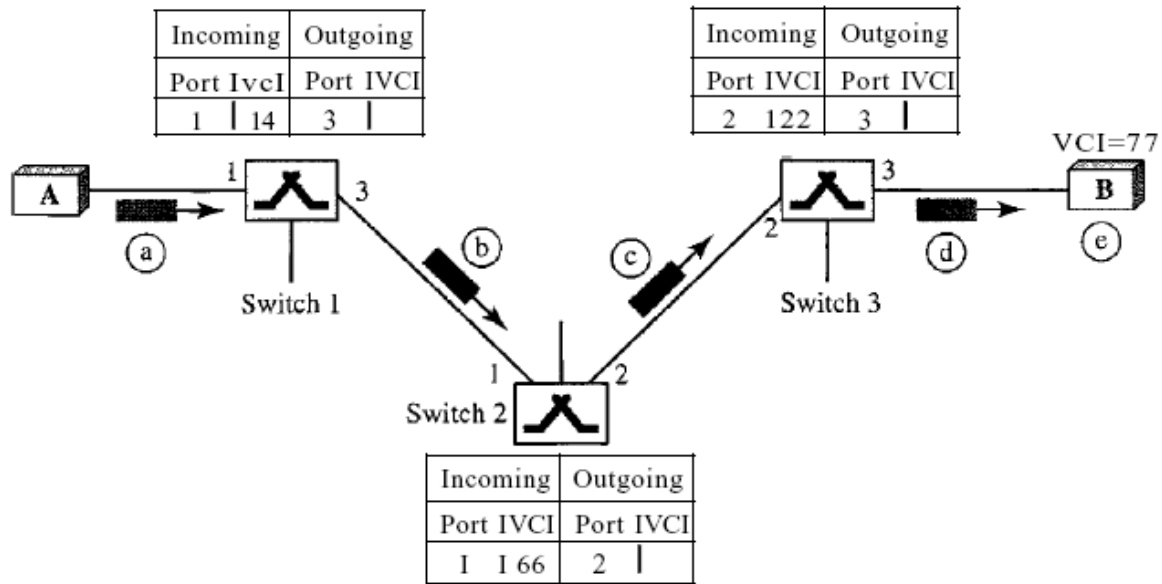 Incoming Outgoing
Port IvcI Port IVCI
1 | 14 3 |
Incoming Outgoing
Port IVCI Port IVCI
2 122 3 |
VCI=77
A
1
3
2
3
B
a
b
c
d
e
Switch 1
Switch 3
1
2
Switch 2
Incoming Outgoing
Port IVCI Port IVCI
I I 66 2 |